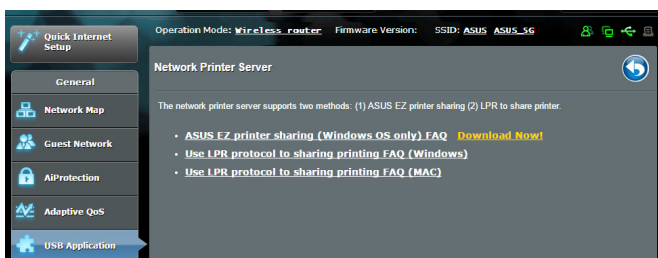 Quick Internet
Setup
Operation Mode: Wireless router Firmware Version: SSID: ASUS ASUS_5G
General
Network Printer Server
Network Map
The network printer server supports two methods: (1) ASUS EZ printer sharing (2) LPR to share printer.
Guest Network
ASUS EZ printer sharing (Windows OS only) FAQ Download Now!
Use LPR protocol to sharing printing FAQ (Windows)
AiProtection
Use LPR protocol to sharing printing FAQ (MAC)
Adaptive QoS
USB Application